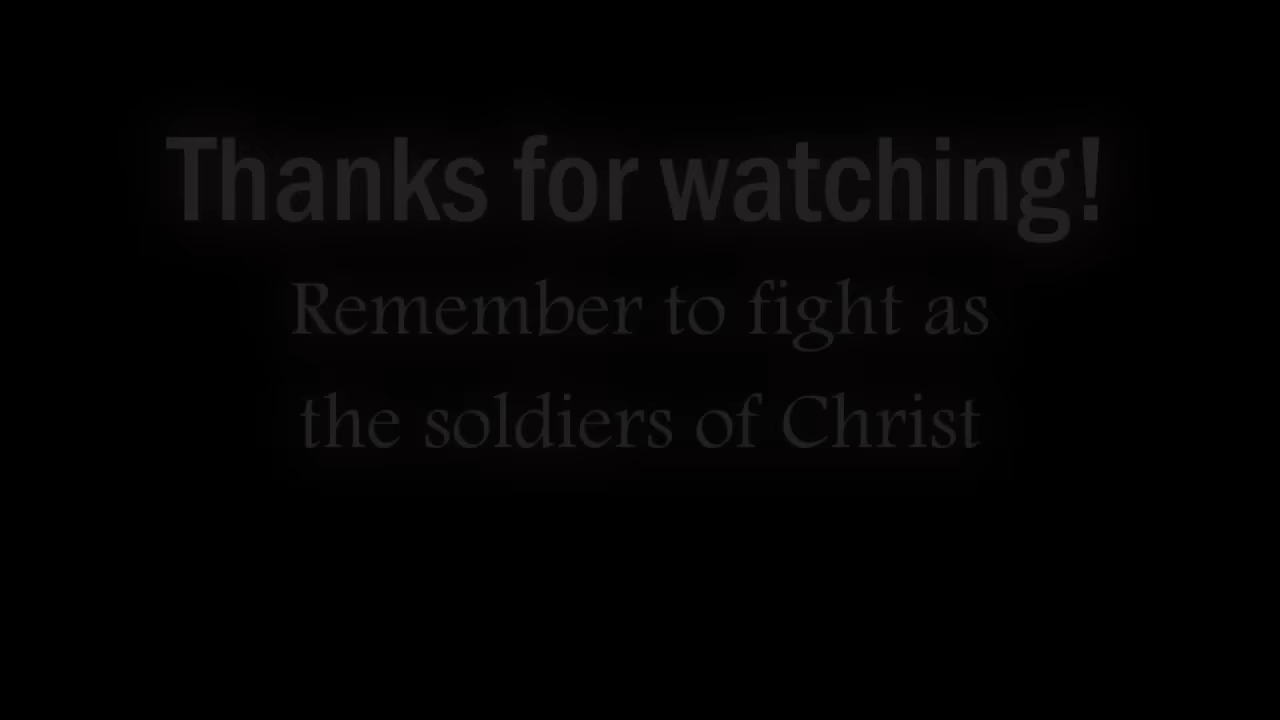 Thanks for watching!
Remember to fight as
the soldiers of Christ